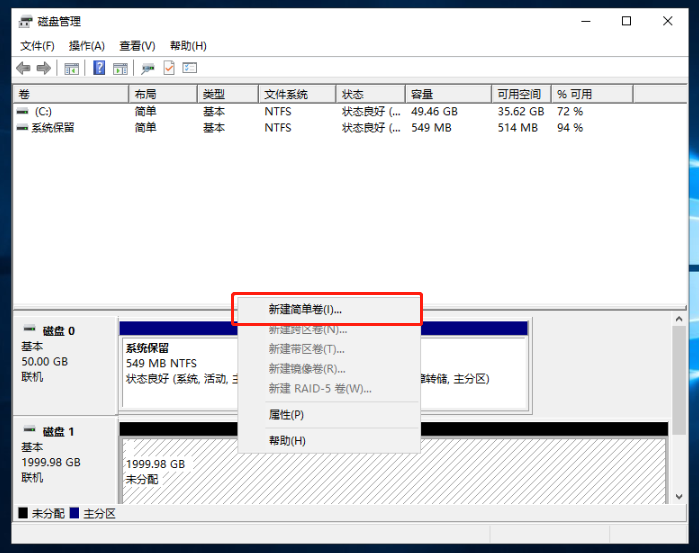 磁盘管理
文件(F) 操作(A) 查看(V) 帮助(H)
卷 布局 类型 文件系统 状态 容量 可用空间 % 可用
(C:) 简单 基本 NTFS 状态良好 (... 49.46 GB 35.62 GB 72 %
系统保留 简单 基本 NTFS 状态良好 (... 549 MB 514 MB 94 %
新建简单卷(I)...
新建跨区卷(N)...
新建带区卷(T)...
新建镜像卷(R)...
新建 RAID-5 卷(W)...
属性(P)
帮助(H)
磁盘 0
基本
50.00 GB
联机
系统保留
549 MB NTFS
状态良好 (系统, 活动, 主
转储, 主分区)
磁盘 1
基本
1999.98 GB
联机
1999.98 GB
未分配
未分配 主分区